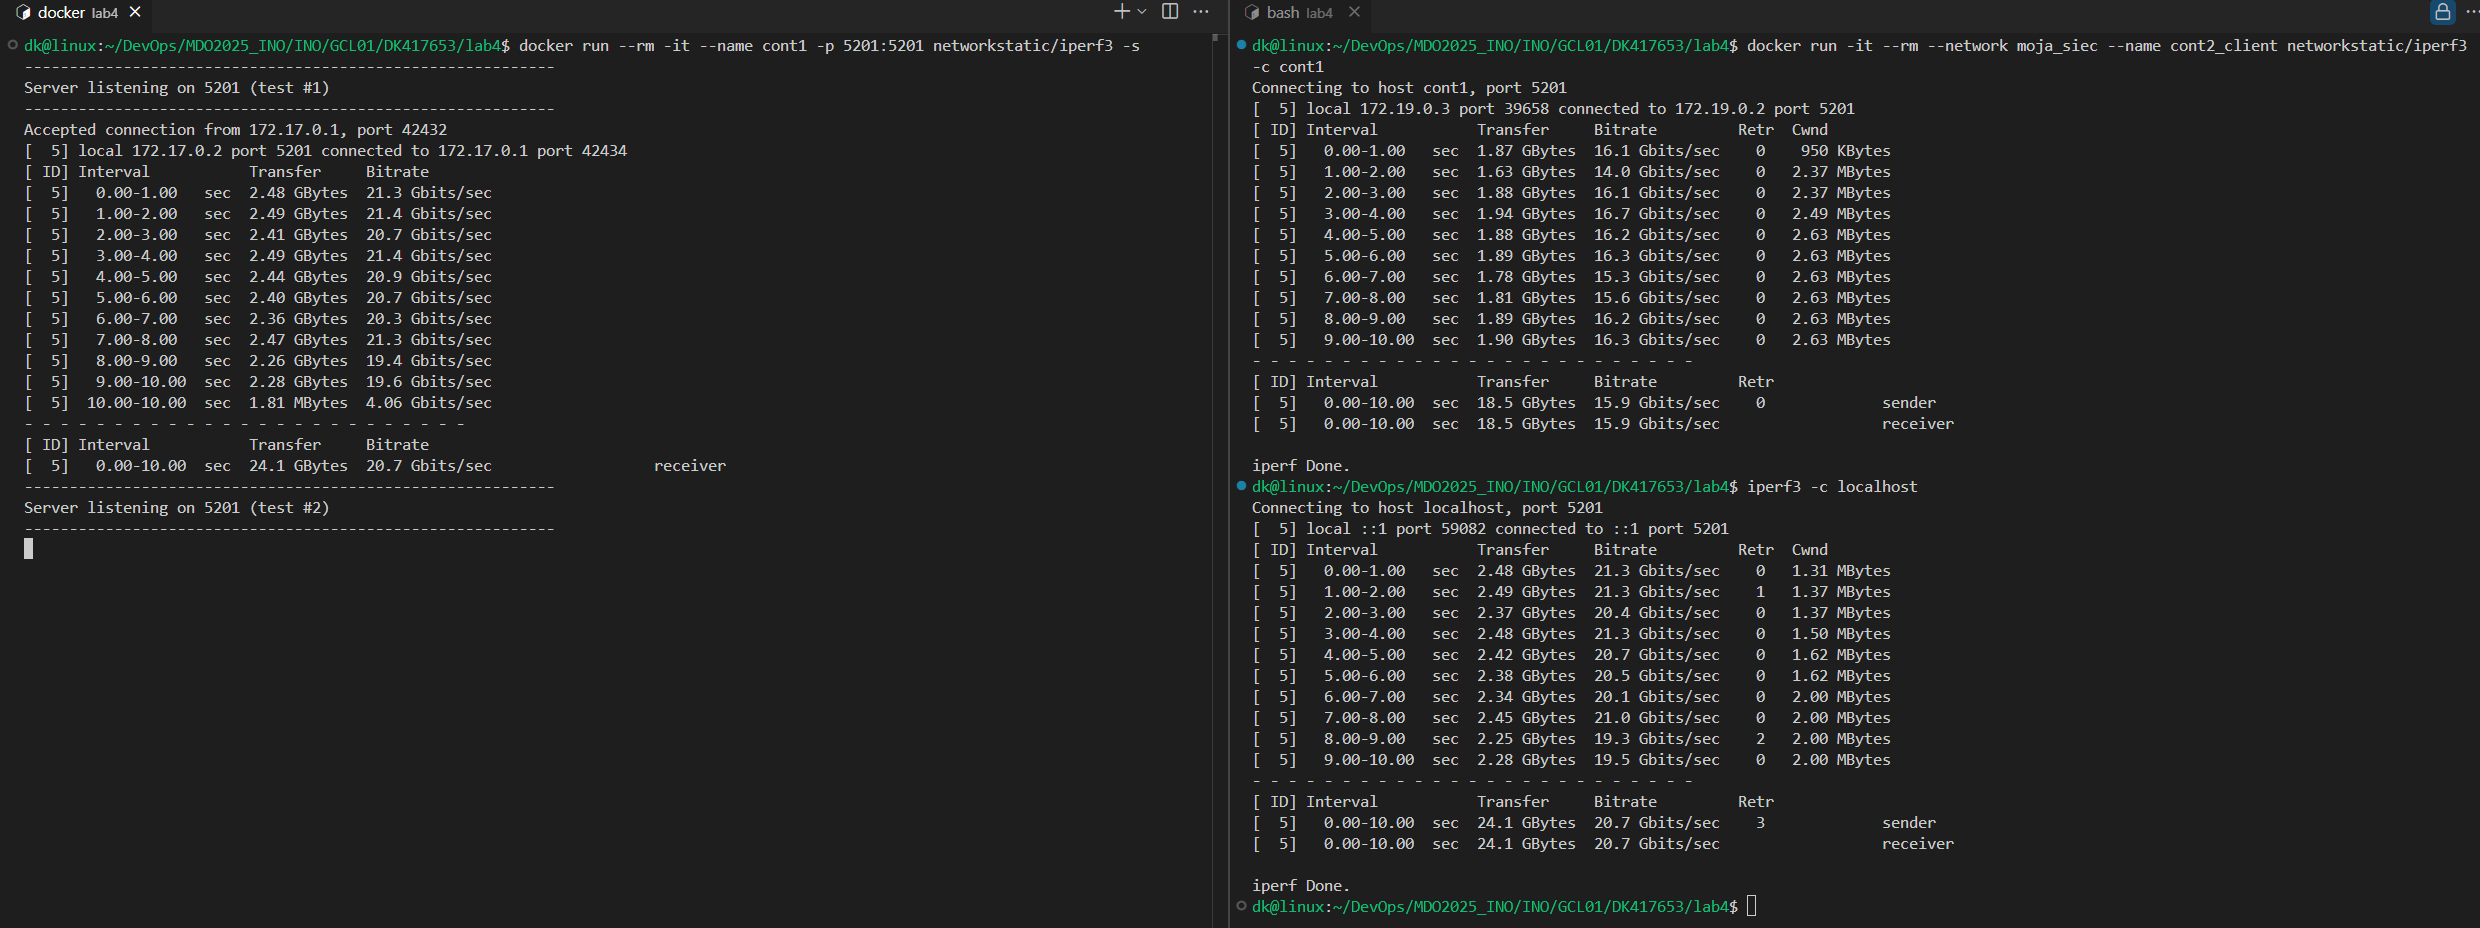 docker lab4
dk@linux:~/DevOps/MDO2025_INO/INO/GCL01/DK417653/lab4$ docker run --rm -it --name cont1 -p 5201:5201 networkstatic/iperf3 -s
-----------------------------------------------------------
Server listening on 5201 (test #1)
-----------------------------------------------------------
Accepted connection from 172.17.0.1, port 42432
[  5] local 172.17.0.2 port 5201 connected to 172.17.0.1 port 42434
[ ID] Interval           Transfer     Bitrate
[  5]   0.00-1.00   sec  2.48 GBytes  21.3 Gbits/sec
[  5]   1.00-2.00   sec  2.49 GBytes  21.4 Gbits/sec
[  5]   2.00-3.00   sec  2.41 GBytes  20.7 Gbits/sec
[  5]   3.00-4.00   sec  2.49 GBytes  21.4 Gbits/sec
[  5]   4.00-5.00   sec  2.44 GBytes  20.9 Gbits/sec
[  5]   5.00-6.00   sec  2.40 GBytes  20.7 Gbits/sec
[  5]   6.00-7.00   sec  2.36 GBytes  20.3 Gbits/sec
[  5]   7.00-8.00   sec  2.47 GBytes  21.3 Gbits/sec
[  5]   8.00-9.00   sec  2.26 GBytes  19.4 Gbits/sec
[  5]   9.00-10.00  sec  2.28 GBytes  19.6 Gbits/sec
[  5]  10.00-10.00  sec  1.81 MBytes  4.06 Gbits/sec
- - - - - - - - - - - - - - - - - - - - - - - - -
[ ID] Interval           Transfer     Bitrate
[  5]   0.00-10.00  sec  24.1 GBytes  20.7 Gbits/sec                  receiver
-----------------------------------------------------------
Server listening on 5201 (test #2)
-----------------------------------------------------------
bash lab4
dk@linux:~/DevOps/MDO2025_INO/INO/GCL01/DK417653/lab4$ docker run -it --rm --network moja_siec --name cont2_client networkstatic/iperf3
-c cont1
Connecting to host cont1, port 5201
[  5] local 172.19.0.3 port 39658 connected to 172.19.0.2 port 5201
[ ID] Interval           Transfer     Bitrate         Retr  Cwnd
[  5]   0.00-1.00   sec  1.87 GBytes  16.1 Gbits/sec    0    950 KBytes
[  5]   1.00-2.00   sec  1.63 GBytes  14.0 Gbits/sec    0   2.37 MBytes
[  5]   2.00-3.00   sec  1.88 GBytes  16.1 Gbits/sec    0   2.37 MBytes
[  5]   3.00-4.00   sec  1.94 GBytes  16.7 Gbits/sec    0   2.49 MBytes
[  5]   4.00-5.00   sec  1.88 GBytes  16.2 Gbits/sec    0   2.63 MBytes
[  5]   5.00-6.00   sec  1.89 GBytes  16.3 Gbits/sec    0   2.63 MBytes
[  5]   6.00-7.00   sec  1.78 GBytes  15.3 Gbits/sec    0   2.63 MBytes
[  5]   7.00-8.00   sec  1.81 GBytes  15.6 Gbits/sec    0   2.63 MBytes
[  5]   8.00-9.00   sec  1.89 GBytes  16.2 Gbits/sec    0   2.63 MBytes
[  5]   9.00-10.00  sec  1.90 GBytes  16.3 Gbits/sec    0   2.63 MBytes
- - - - - - - - - - - - - - - - - - - - - - - - -
[ ID] Interval           Transfer     Bitrate         Retr
[  5]   0.00-10.00  sec  18.5 GBytes  15.9 Gbits/sec    0             sender
[  5]   0.00-10.00  sec  18.5 GBytes  15.9 Gbits/sec                  receiver
iperf Done.
dk@linux:~/DevOps/MDO2025_INO/INO/GCL01/DK417653/lab4$ iperf3 -c localhost
Connecting to host localhost, port 5201
[  5] local ::1 port 59082 connected to ::1 port 5201
[ ID] Interval           Transfer     Bitrate         Retr  Cwnd
[  5]   0.00-1.00   sec  2.48 GBytes  21.3 Gbits/sec    0   1.31 MBytes
[  5]   1.00-2.00   sec  2.49 GBytes  21.3 Gbits/sec    1   1.37 MBytes
[  5]   2.00-3.00   sec  2.37 GBytes  20.4 Gbits/sec    0   1.37 MBytes
[  5]   3.00-4.00   sec  2.48 GBytes  21.3 Gbits/sec    0   1.50 MBytes
[  5]   4.00-5.00   sec  2.42 GBytes  20.7 Gbits/sec    0   1.62 MBytes
[  5]   5.00-6.00   sec  2.38 GBytes  20.5 Gbits/sec    0   1.62 MBytes
[  5]   6.00-7.00   sec  2.34 GBytes  20.1 Gbits/sec    0   2.00 MBytes
[  5]   7.00-8.00   sec  2.45 GBytes  21.0 Gbits/sec    0   2.00 MBytes
[  5]   8.00-9.00   sec  2.25 GBytes  19.3 Gbits/sec    2   2.00 MBytes
[  5]   9.00-10.00  sec  2.28 GBytes  19.5 Gbits/sec    0   2.00 MBytes
- - - - - - - - - - - - - - - - - - - - - - - - -
[ ID] Interval           Transfer     Bitrate         Retr
[  5]   0.00-10.00  sec  24.1 GBytes  20.7 Gbits/sec    3             sender
[  5]   0.00-10.00  sec  24.1 GBytes  20.7 Gbits/sec                  receiver
iperf Done.
dk@linux:~/DevOps/MDO2025_INO/INO/GCL01/DK417653/lab4$